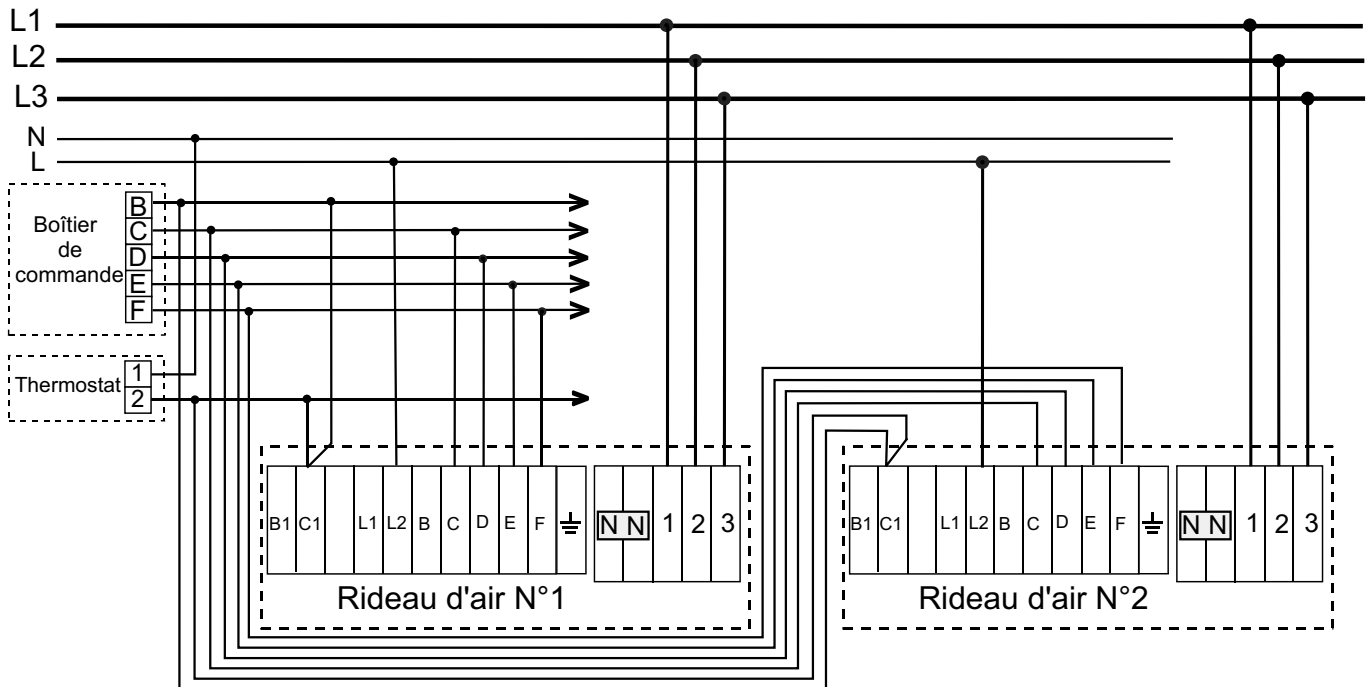 L1
L2
L3
N
L
Boîtier
de
commande
B
C
D
E
F
Thermostat
1
2
B1 C1 L1 L2 B C D E F
N N 1 2 3
Rideau d'air N°1
B1 C1 L1 L2 B C D E F
N N 1 2 3
Rideau d'air N°2